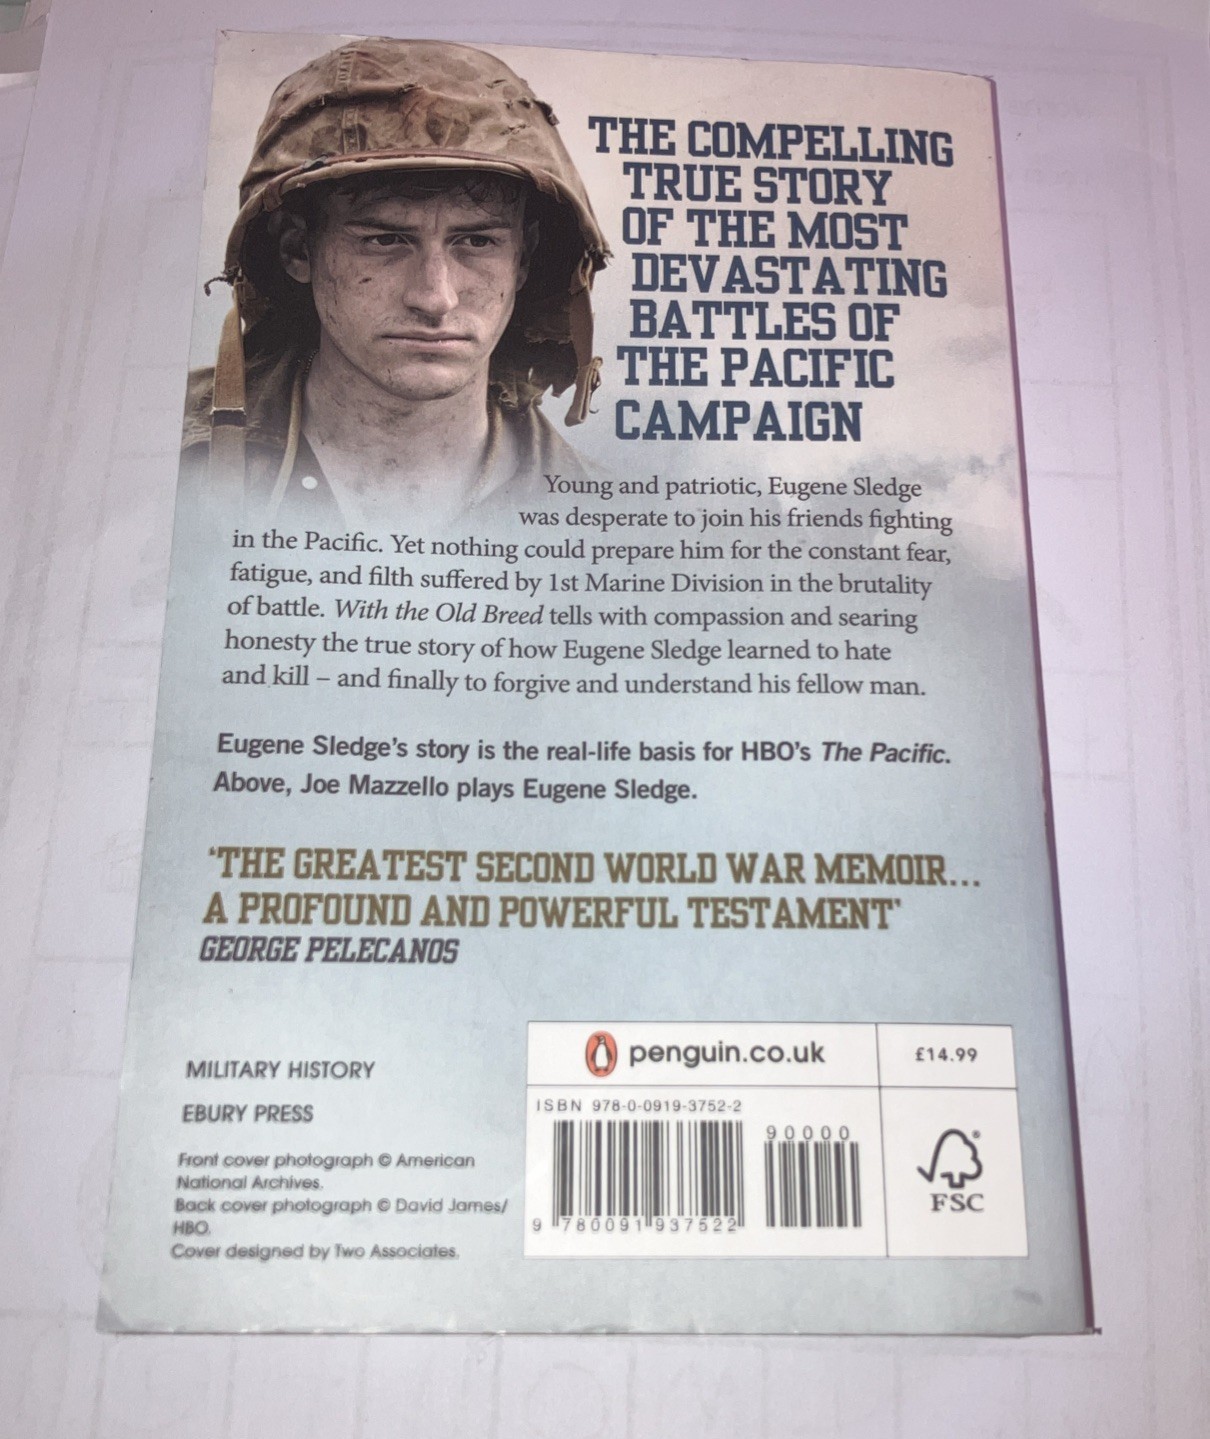 THE COMPELLING
TRUE STORY
OF THE MOST
DEVASTATING
BATTLES OF
THE PACIFIC
CAMPAIGN
Young and patriotic, Eugene Sledge
was desperate to join his friends fighting
in the Pacific. Yet nothing could prepare him for the constant fear,
fatigue, and filth suffered by 1st Marine Division in the brutality
of battle. With the Old Breed tells with compassion and searing
honesty the true story of how Eugene Sledge learned to hate
and kill – and finally to forgive and understand his fellow man.
Eugene Sledge's story is the real-life basis for HBO's The Pacific.
Above, Joe Mazzello plays Eugene Sledge.
'THE GREATEST SECOND WORLD WAR MEMOIR...
A PROFOUND AND POWERFUL TESTAMENT'
GEORGE PELECANOS
MILITARY HISTORY
EBURY PRESS
Front cover photograph © American
National Archives.
Back cover photograph © David James/
HBO.
Cover designed by Two Associates.
penguin.co.uk
£14.99
ISBN 978-0-0919-3752-2
90000
9 780091 937522
FSC